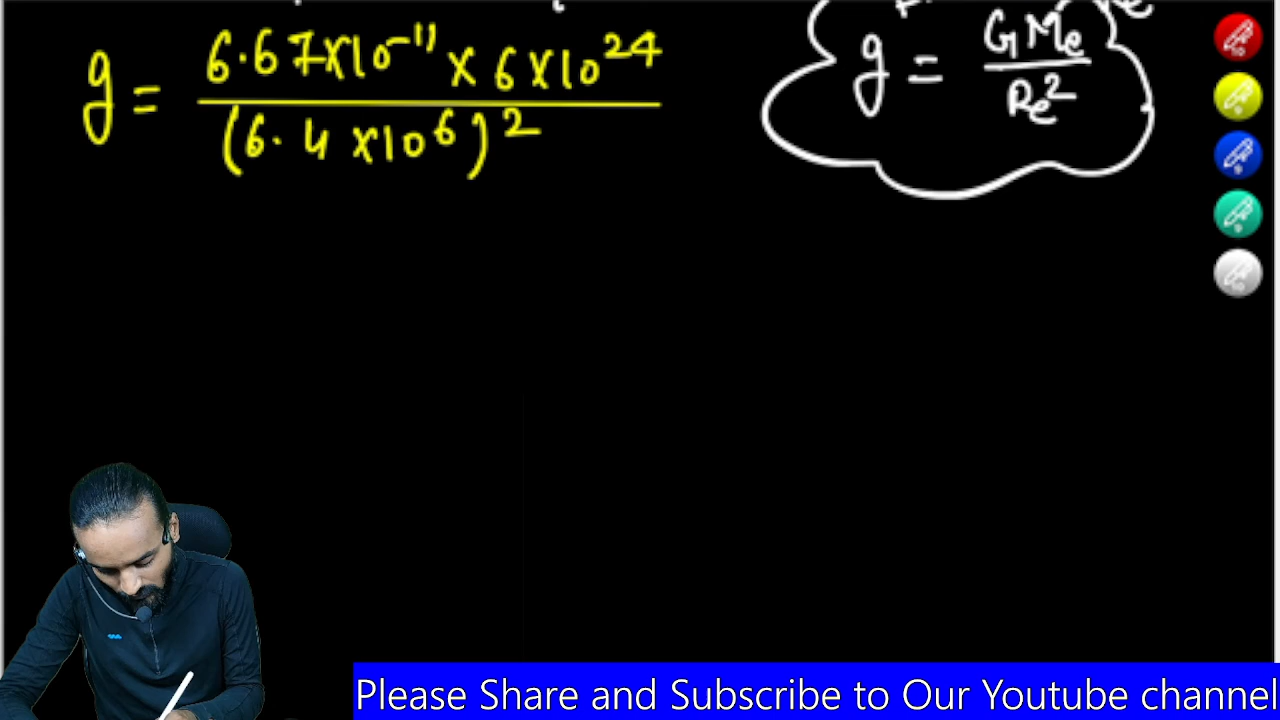 g = 6.67×10⁻¹¹ × 6×10²⁴ / (6.4 ×10⁶)²
g = G Me / Re²
Please Share and Subscribe to Our Youtube channel